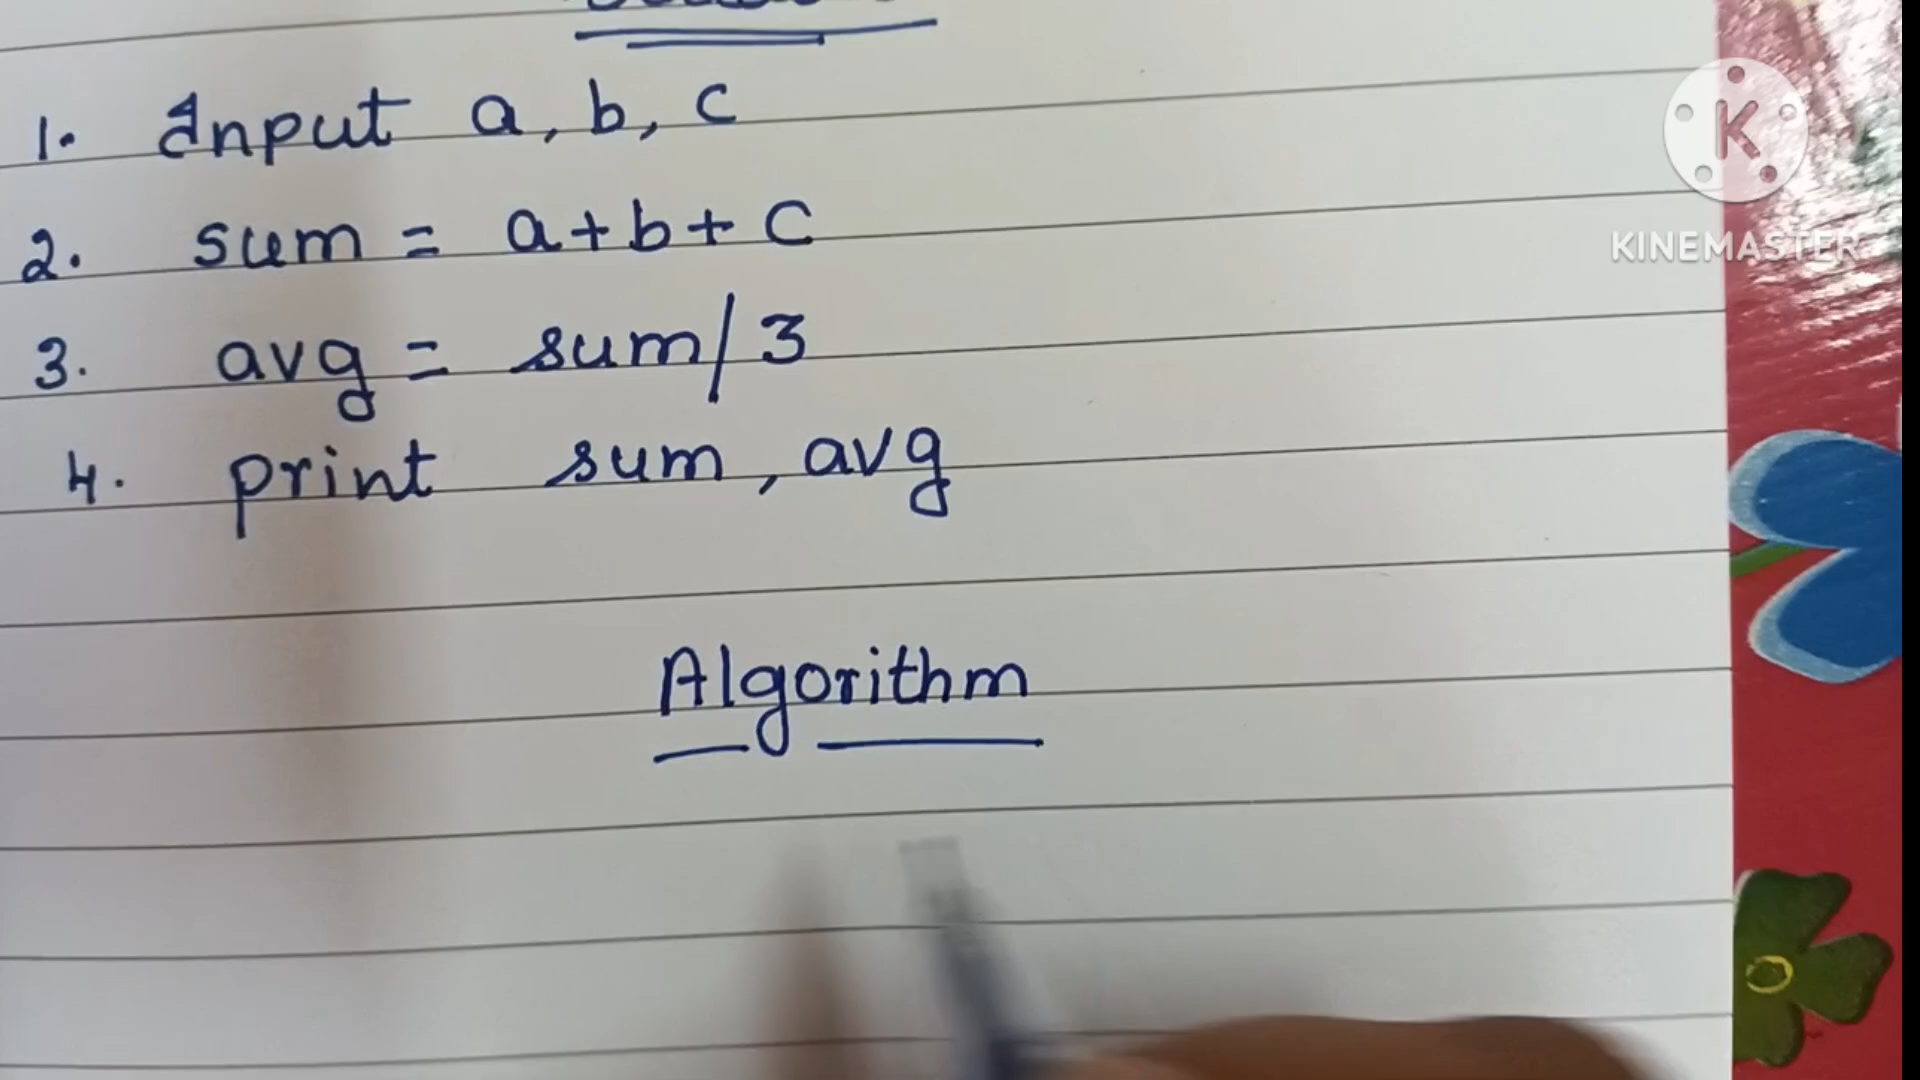 1. Input a, b, c
2. sum = a+b+c
3. avg = sum/3
4. print sum, avg
Algorithm
K
KINEMASTER